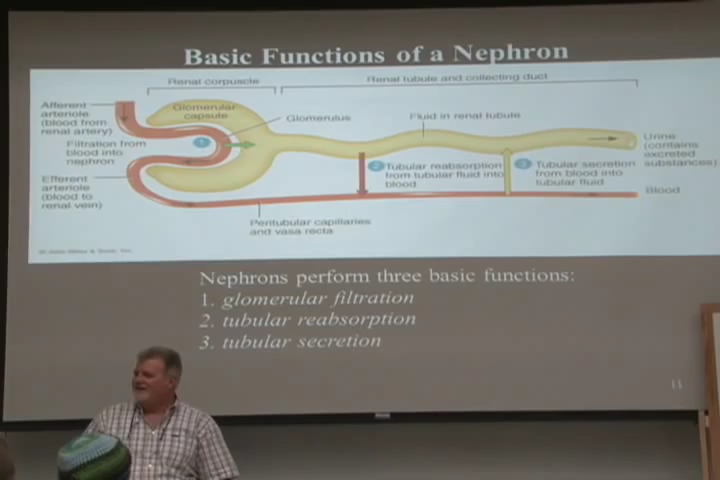 Basic Functions of a Nephron
Renal corpuscle
Renal tubule and collecting duct
Afferent
arteriole
(blood from
renal artery)
Glomerular
capsule
Glomerulus
Fluid in renal tubule
Filtration from
blood into
nephron
1
Efferent
arteriole
(blood to
renal vein)
2 Tubular reabsorption
from tubular fluid into
blood
3 Tubular secretion
from blood into
tubular fluid
Urine
(contains
excreted
substances)
Blood
Peritubular capillaries
and vasa recta
© John Wiley & Sons, Inc.
Nephrons perform three basic functions:
1. glomerular filtration
2. tubular reabsorption
3. tubular secretion
11